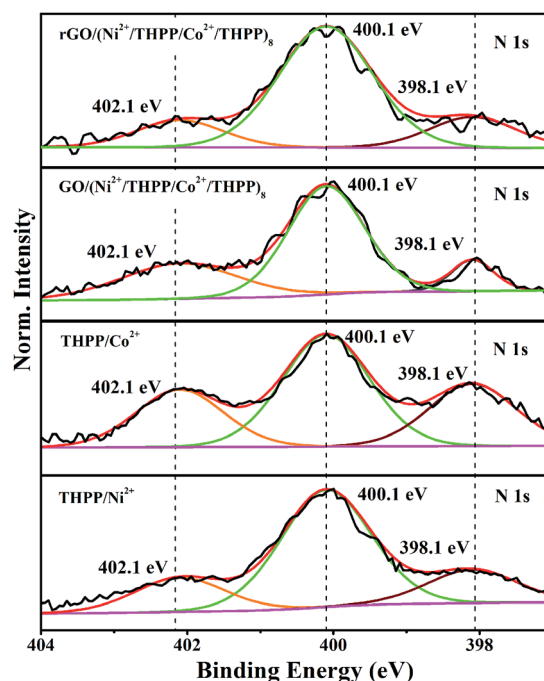 rGO/(Ni²⁺/THPP/Co²⁺/THPP)₈
400.1 eV
N 1s
402.1 eV
398.1 eV
GO/(Ni²⁺/THPP/Co²⁺/THPP)₈
400.1 eV
N 1s
402.1 eV
398.1 eV
THPP/Co²⁺
400.1 eV
N 1s
402.1 eV
398.1 eV
THPP/Ni²⁺
400.1 eV
N 1s
402.1 eV
398.1 eV
Norm. Intensity
404 402 400 398
Binding Energy (eV)